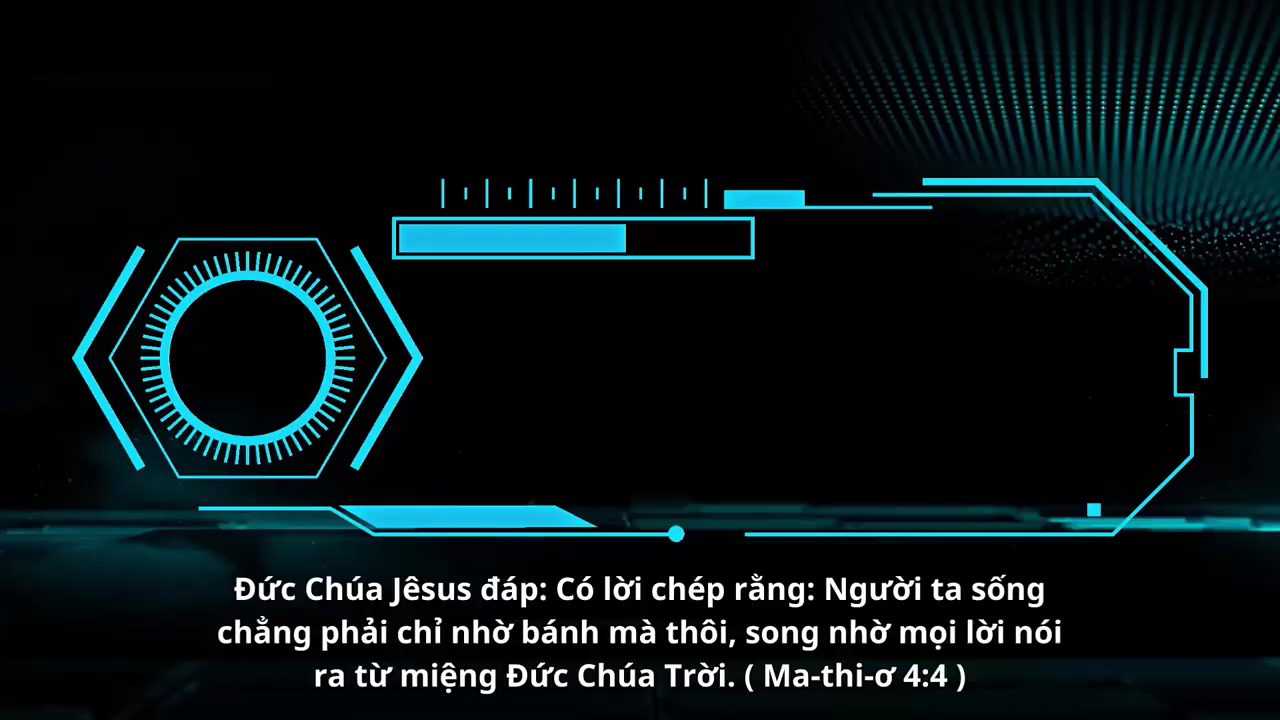 Đức Chúa Jêsus đáp: Có lời chép rằng: Người ta sống
chẳng phải chỉ nhờ bánh mà thôi, song nhờ mọi lời nói
ra từ miệng Đức Chúa Trời. ( Ma-thi-ơ 4:4 )